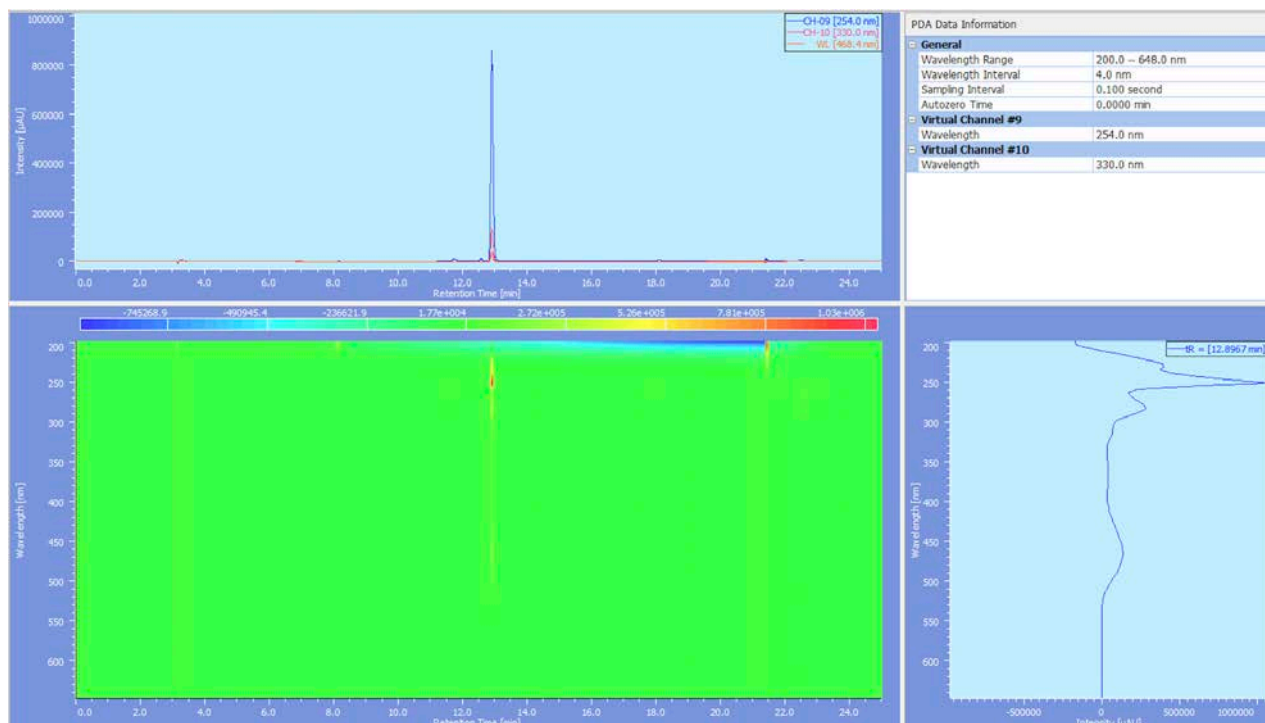 CH-09 [254.0 nm]
CH-10 [330.0 nm]
WL [468.4 nm]
1000000
800000
600000
400000
200000
0
Intensity [µAU]
0.0 2.0 4.0 6.0 8.0 10.0 12.0 14.0 16.0 18.0 20.0 22.0 24.0
Retention Time [min]
PDA Data Information
General
Wavelength Range 200.0 -- 648.0 nm
Wavelength Interval 4.0 nm
Sampling Interval 0.100 second
Autozero Time 0.0000 min
Virtual Channel #9
Wavelength 254.0 nm
Virtual Channel #10
Wavelength 330.0 nm
-745268.9 -490945.4 -236621.9 1.77e+004 2.72e+005 5.26e+005 7.81e+005 1.03e+006
200
250
300
350
400
450
500
550
600
Wavelength [nm]
0.0 2.0 4.0 6.0 8.0 10.0 12.0 14.0 16.0 18.0 20.0 22.0 24.0
Retention Time [min]
tR = [12.8967 min]
200
250
300
350
400
450
500
550
600
Wavelength [nm]
-500000 0 500000 1000000
Intensity [µAU]